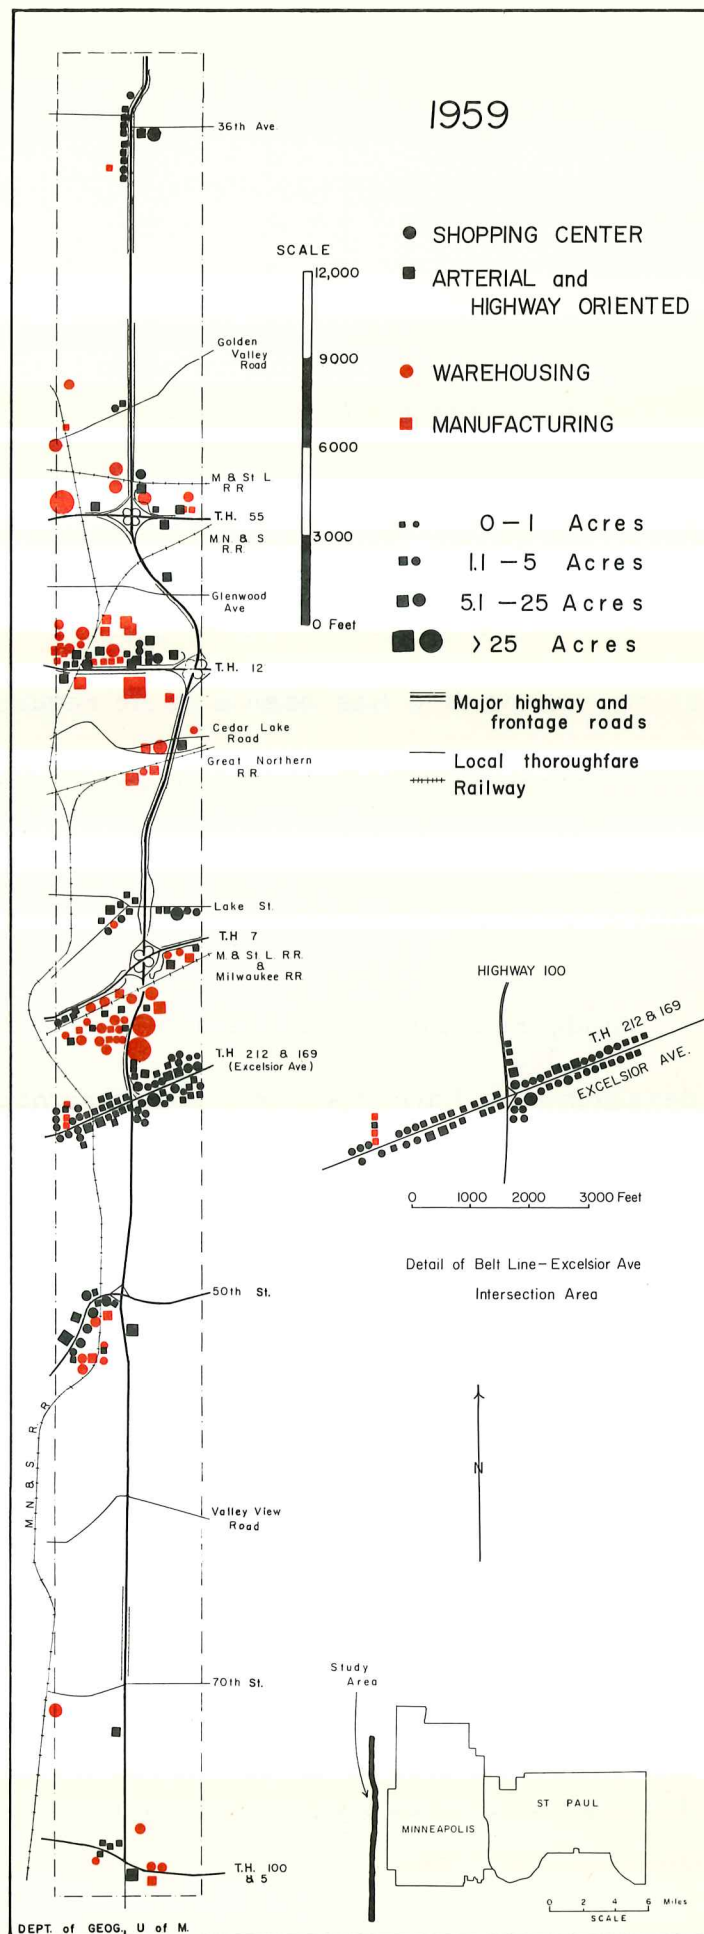 1959
36th Ave.
SHOPPING CENTER
ARTERIAL and
HIGHWAY ORIENTED
WAREHOUSING
MANUFACTURING
0 – 1 Acres
1.1 – 5 Acres
5.1 – 25 Acres
> 25 Acres
Major highway and
frontage roads
Local thoroughfare
Railway
SCALE
12,000
9000
6000
3000
0 Feet
Golden
Valley
Road
M & St L
R R
T.H. 55
M N & S
R.R.
Glenwood
Ave
T.H. 12
Cedar Lake
Road
Great Northern
R R.
Lake St.
T.H 7
M & St L. RR.
&
Milwaukee RR.
T.H 212 & 169
(Excelsior Ave)
HIGHWAY 100
T.H 212 & 169
EXCELSIOR AVE.
0 1000 2000 3000 Feet
Detail of Belt Line – Excelsior Ave
Intersection Area
50th St.
M N & S R R
N
Valley View
Road
70th St.
T.H. 100
& 5
Study
Area
MINNEAPOLIS
ST PAUL
0 2 4 6 Miles
SCALE
DEPT. of GEOG., U of M.